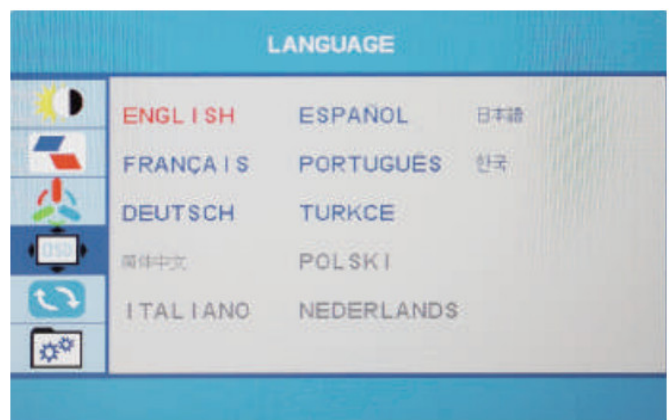 LANGUAGE
ENGLISH ESPAÑOL 日本語
FRANÇAIS PORTUGUÊS 한국
DEUTSCH TURKCE
OSD 简体中文 POLSKI
ITALIANO NEDERLANDS